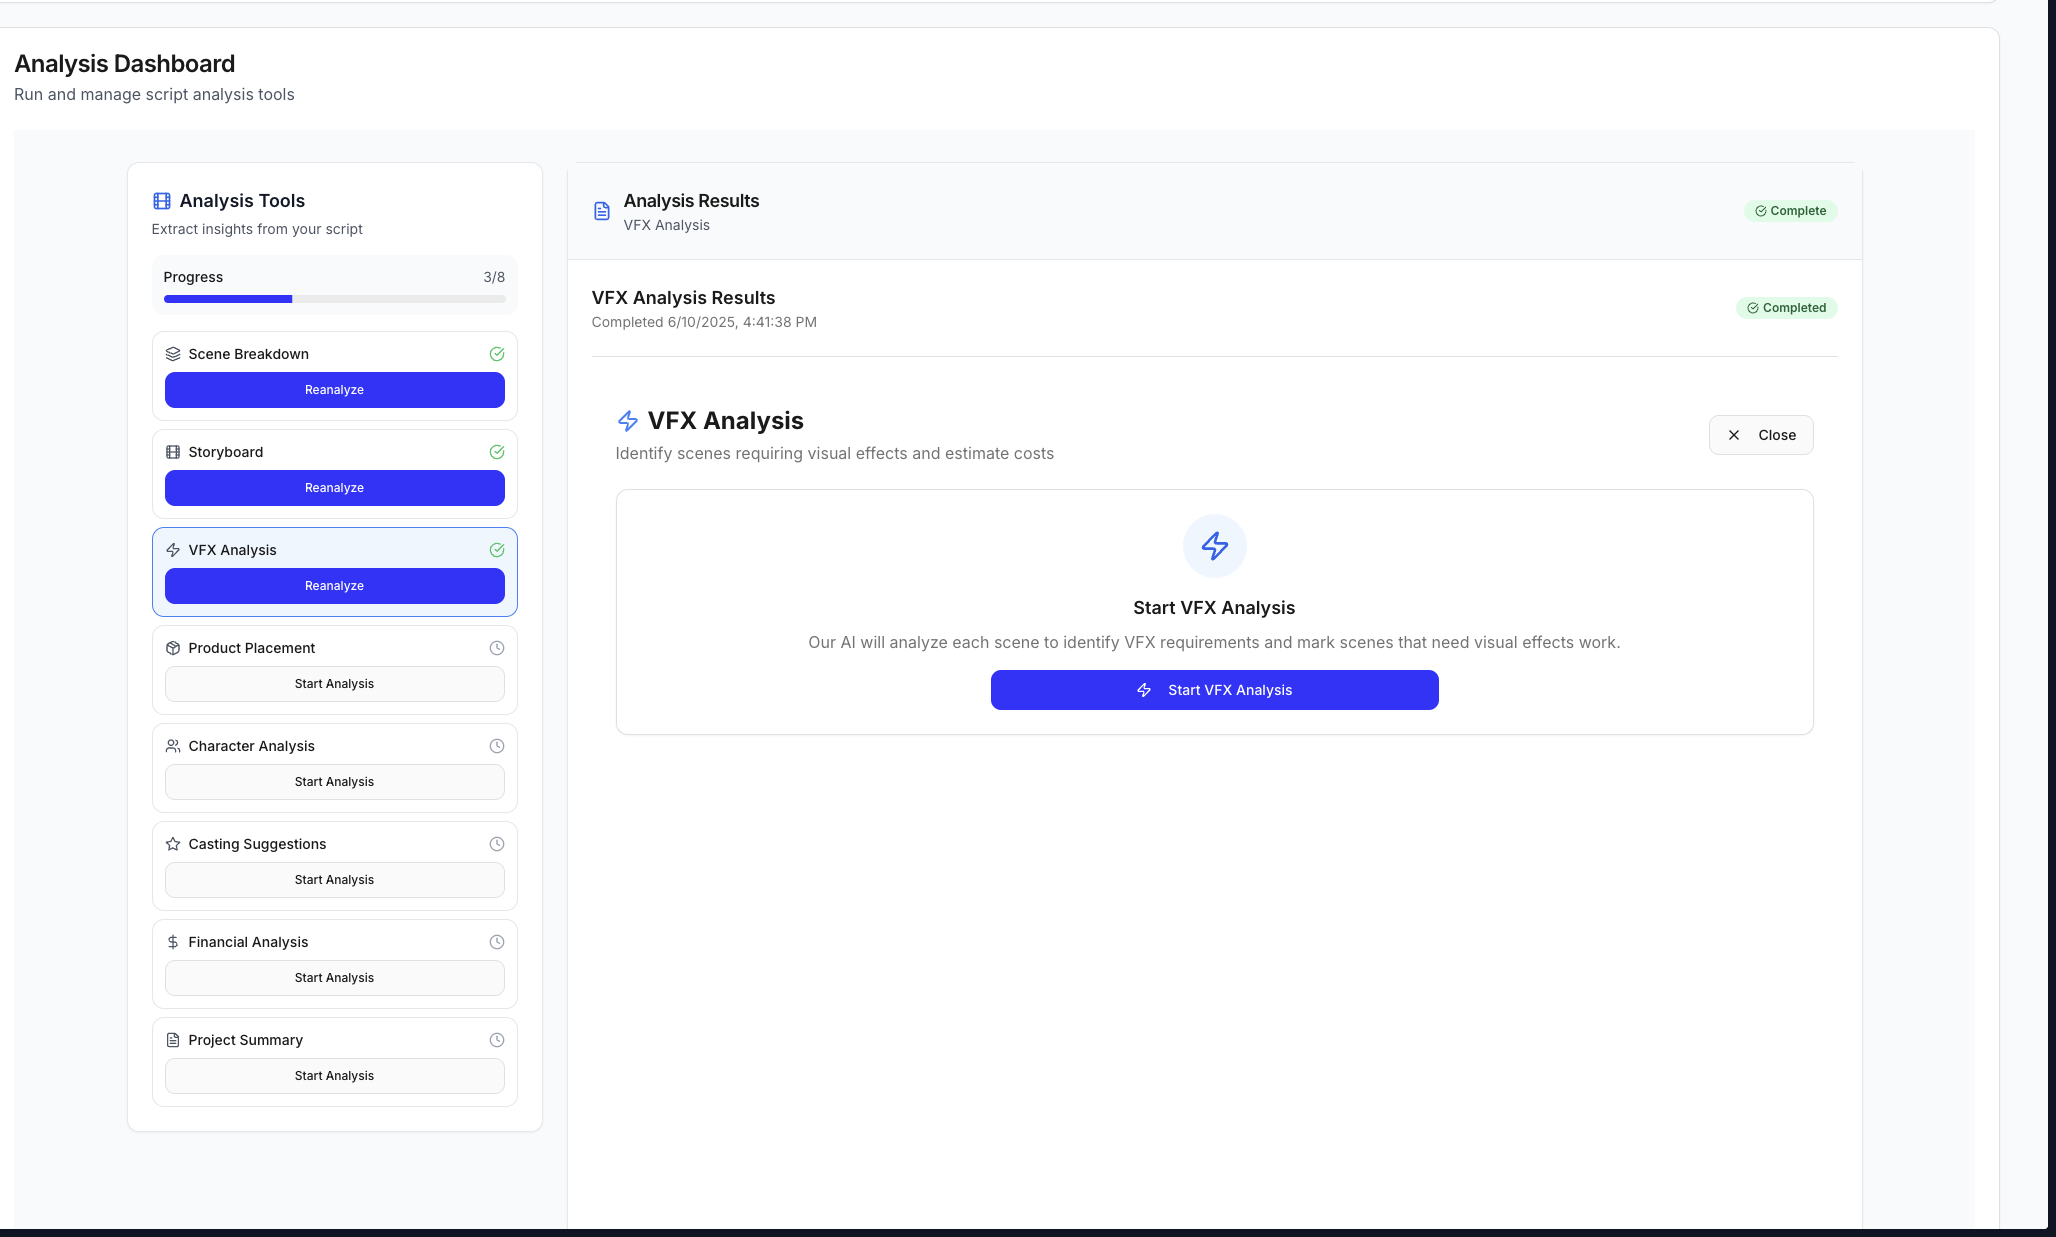 Analysis Dashboard
Run and manage script analysis tools
Analysis Tools
Extract insights from your script
Progress 3/8
Scene Breakdown
Reanalyze
Storyboard
Reanalyze
VFX Analysis
Reanalyze
Product Placement
Start Analysis
Character Analysis
Start Analysis
Casting Suggestions
Start Analysis
Financial Analysis
Start Analysis
Project Summary
Start Analysis
Analysis Results
VFX Analysis
Complete
VFX Analysis Results
Completed 6/10/2025, 4:41:38 PM
Completed
VFX Analysis
Identify scenes requiring visual effects and estimate costs
Close
Start VFX Analysis
Our AI will analyze each scene to identify VFX requirements and mark scenes that need visual effects work.
Start VFX Analysis